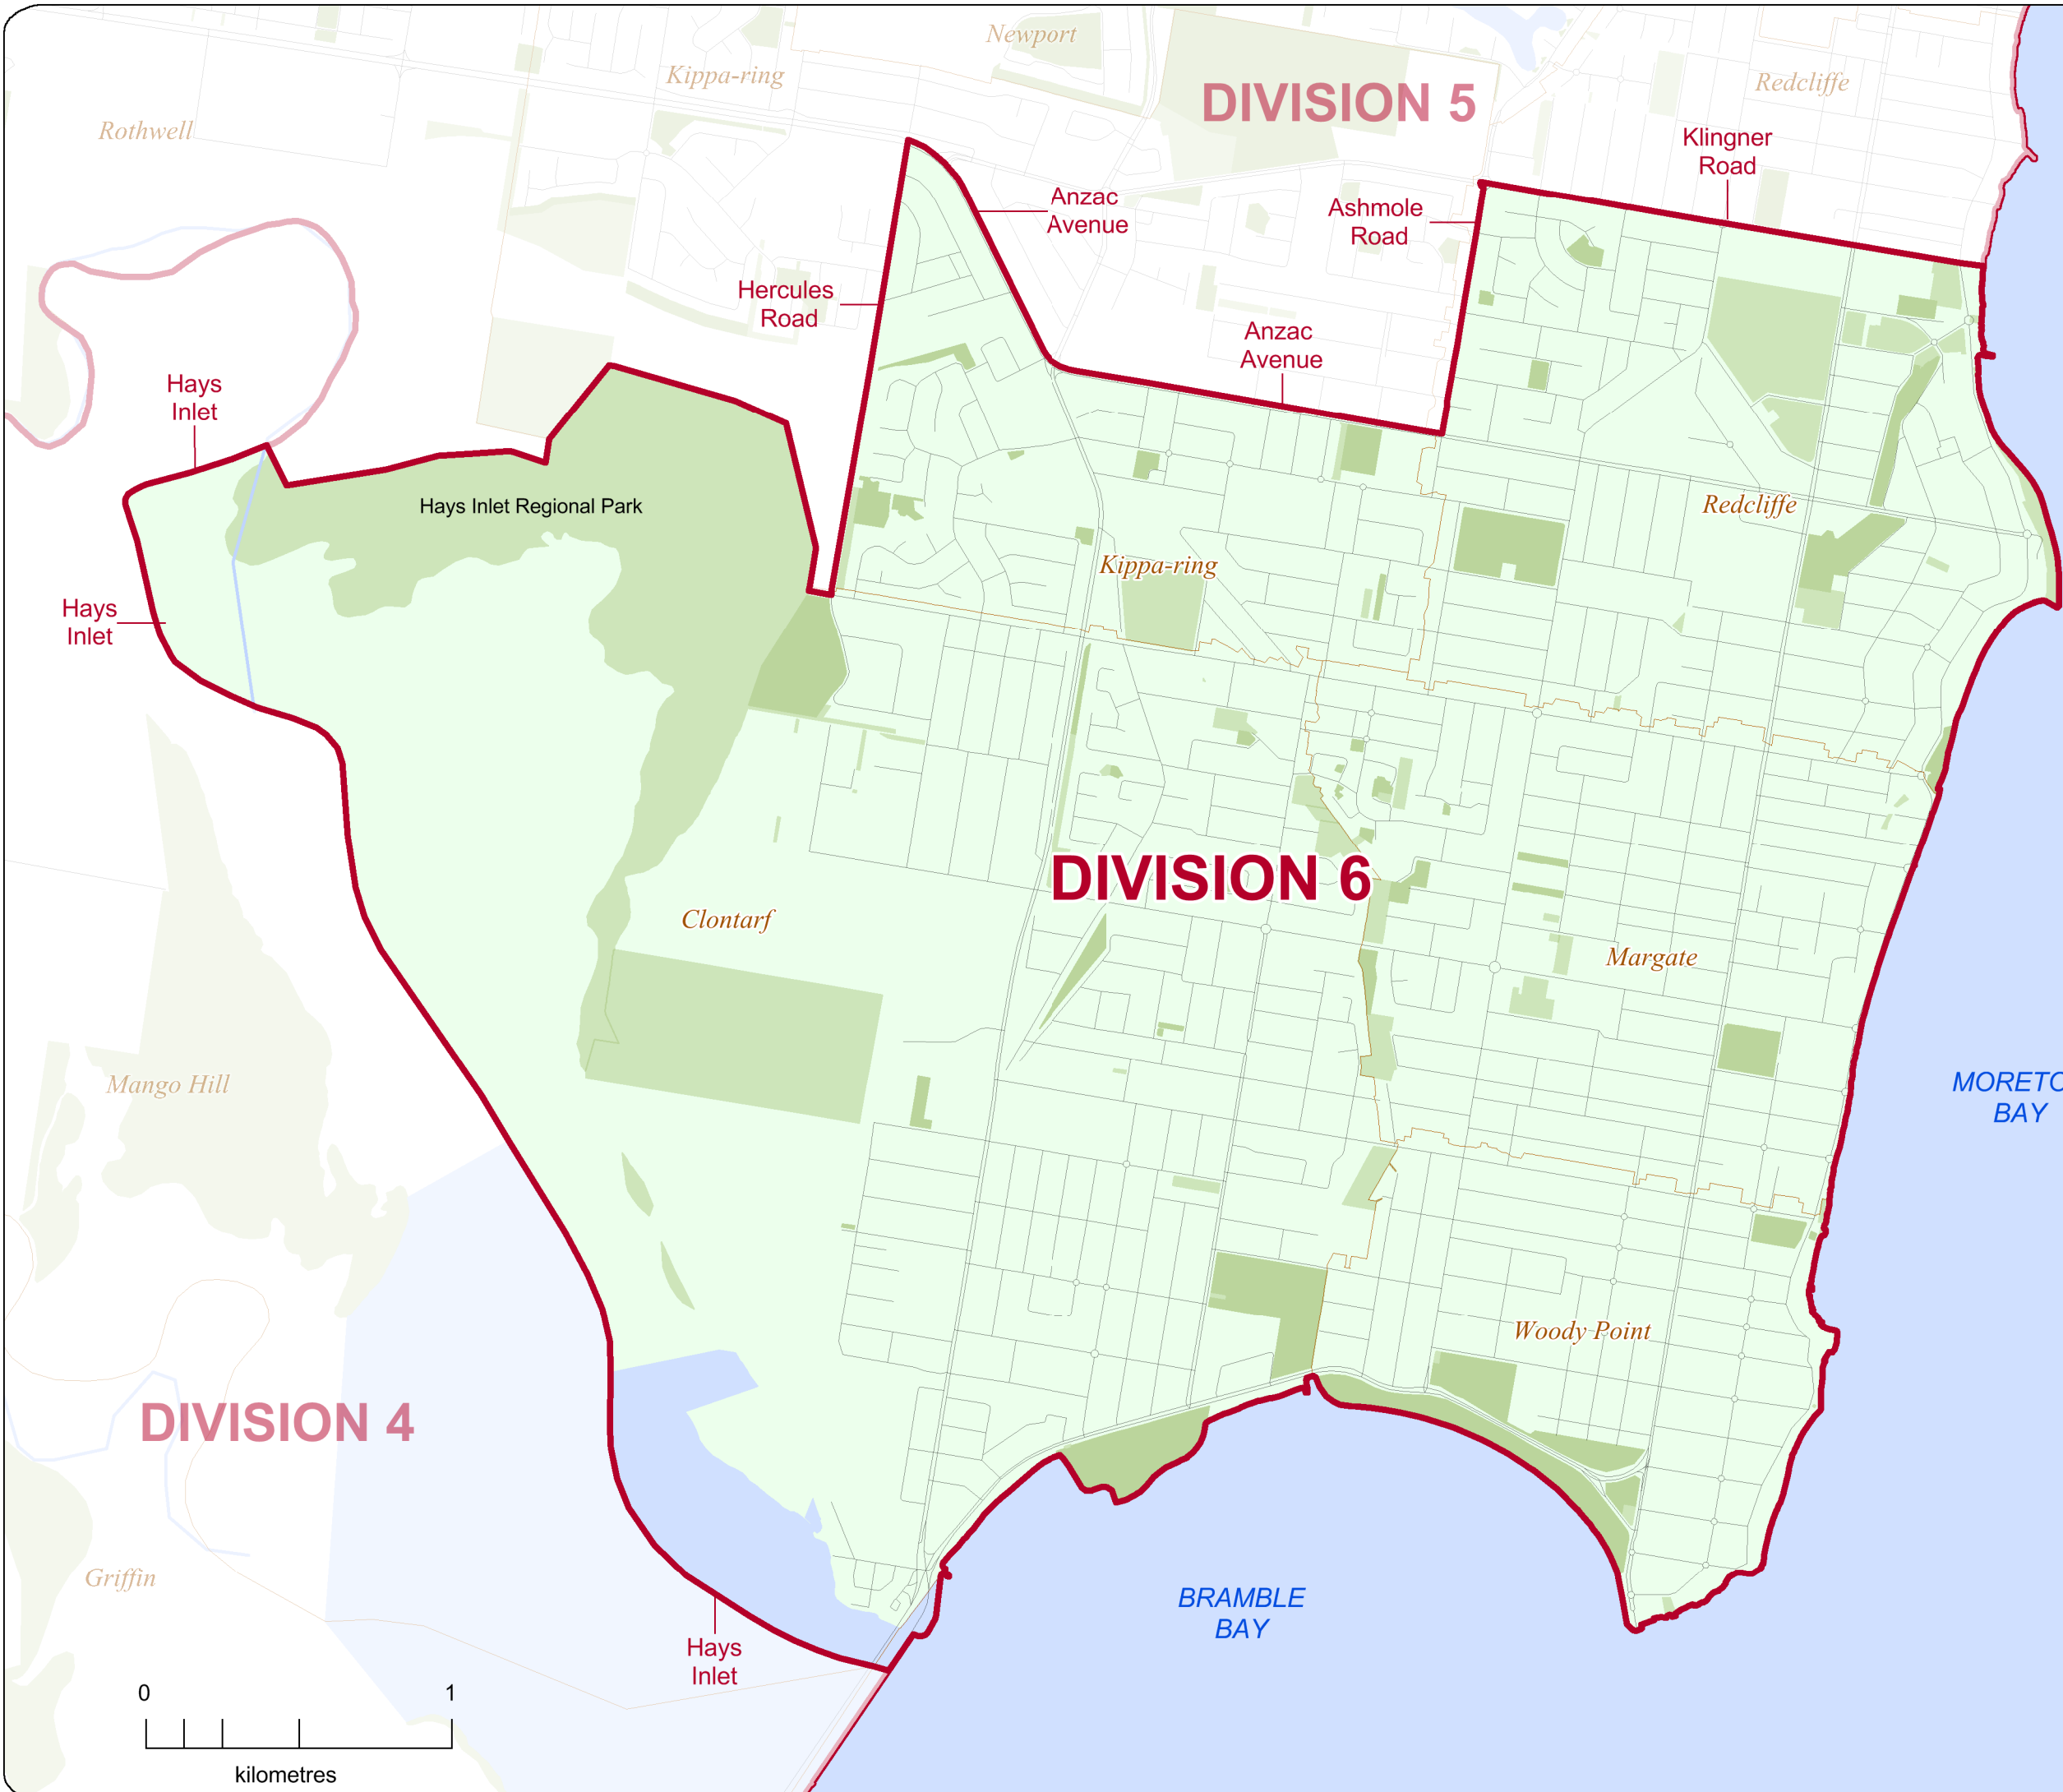 Newport
Kippa-ring
DIVISION 5
Redcliffe
Rothwell
Klingner
Road
Anzac
Avenue
Ashmole
Road
Hercules
Road
Anzac
Avenue
Hays
Inlet
Hays Inlet Regional Park
Redcliffe
Kippa-ring
Hays
Inlet
DIVISION 6
Clontarf
Margate
Mango Hill
MORETO
BAY
Woody Point
DIVISION 4
Griffin
BRAMBLE
BAY
Hays
Inlet
0 1
kilometres